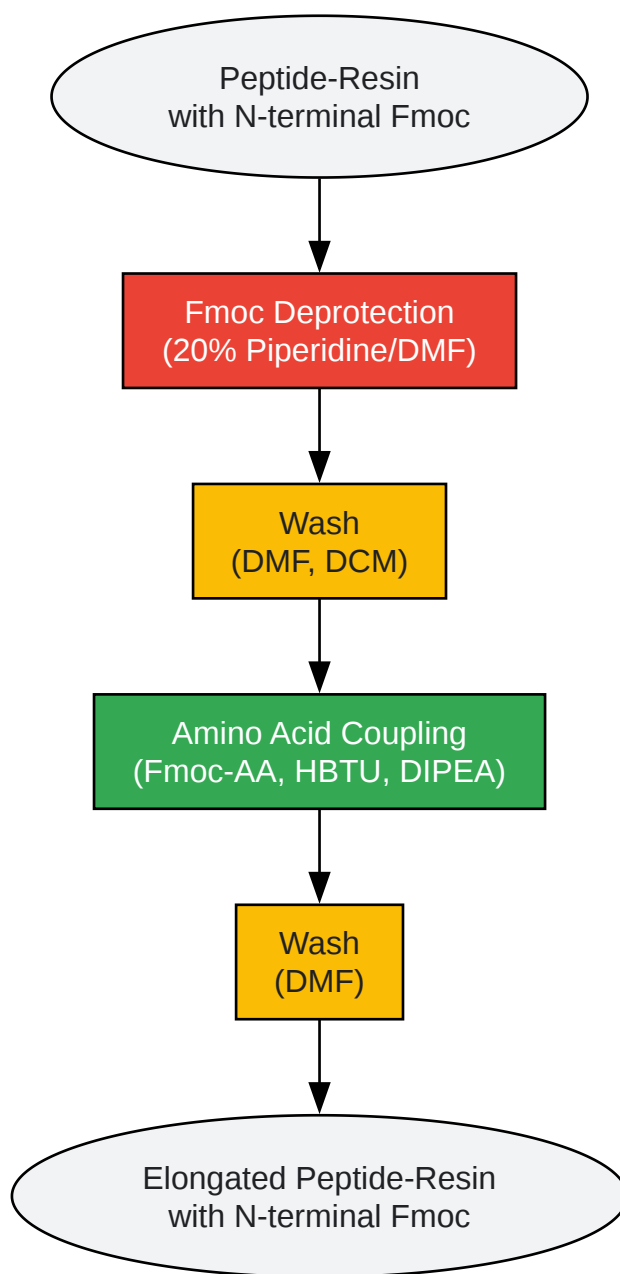 Peptide-Resin
with N-terminal Fmoc
Fmoc Deprotection
(20% Piperidine/DMF)
Wash
(DMF, DCM)
Amino Acid Coupling
(Fmoc-AA, HBTU, DIPEA)
Wash
(DMF)
Elongated Peptide-Resin
with N-terminal Fmoc